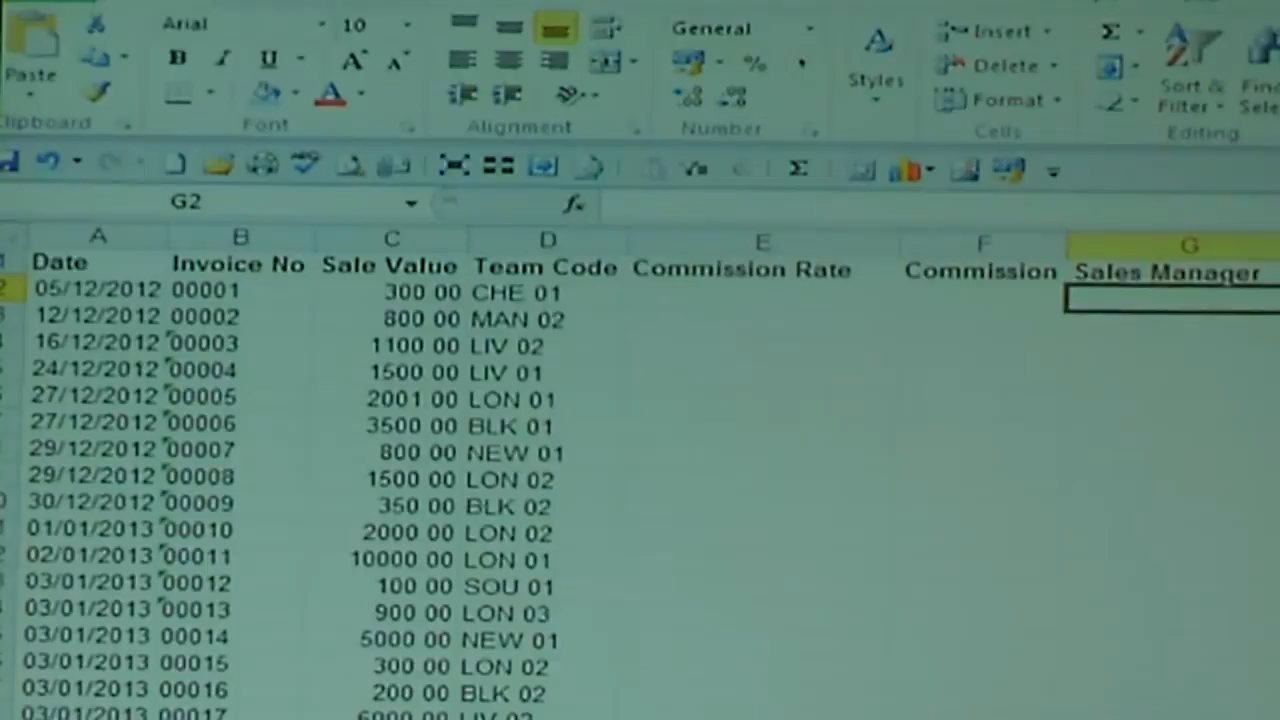 Arial 10 General Insert
B I U A A % , Styles Delete
Paste Format Sort &
Filter
Clipboard Font Alignment Number Cells Editing
Σ
G2 fx
A B C D E F G
Date Invoice No Sale Value Team Code Commission Rate Commission Sales Manager
05/12/2012 00001 300 00 CHE 01
12/12/2012 00002 800 00 MAN 02
16/12/2012 00003 1100 00 LIV 02
24/12/2012 00004 1500 00 LIV 01
27/12/2012 00005 2001 00 LON 01
27/12/2012 00006 3500 00 BLK 01
29/12/2012 00007 800 00 NEW 01
29/12/2012 00008 1500 00 LON 02
30/12/2012 00009 350 00 BLK 02
01/01/2013 00010 2000 00 LON 02
02/01/2013 00011 10000 00 LON 01
03/01/2013 00012 100 00 SOU 01
03/01/2013 00013 900 00 LON 03
03/01/2013 00014 5000 00 NEW 01
03/01/2013 00015 300 00 LON 02
03/01/2013 00016 200 00 BLK 02
03/01/2013 00017 6000 00 LIV 02